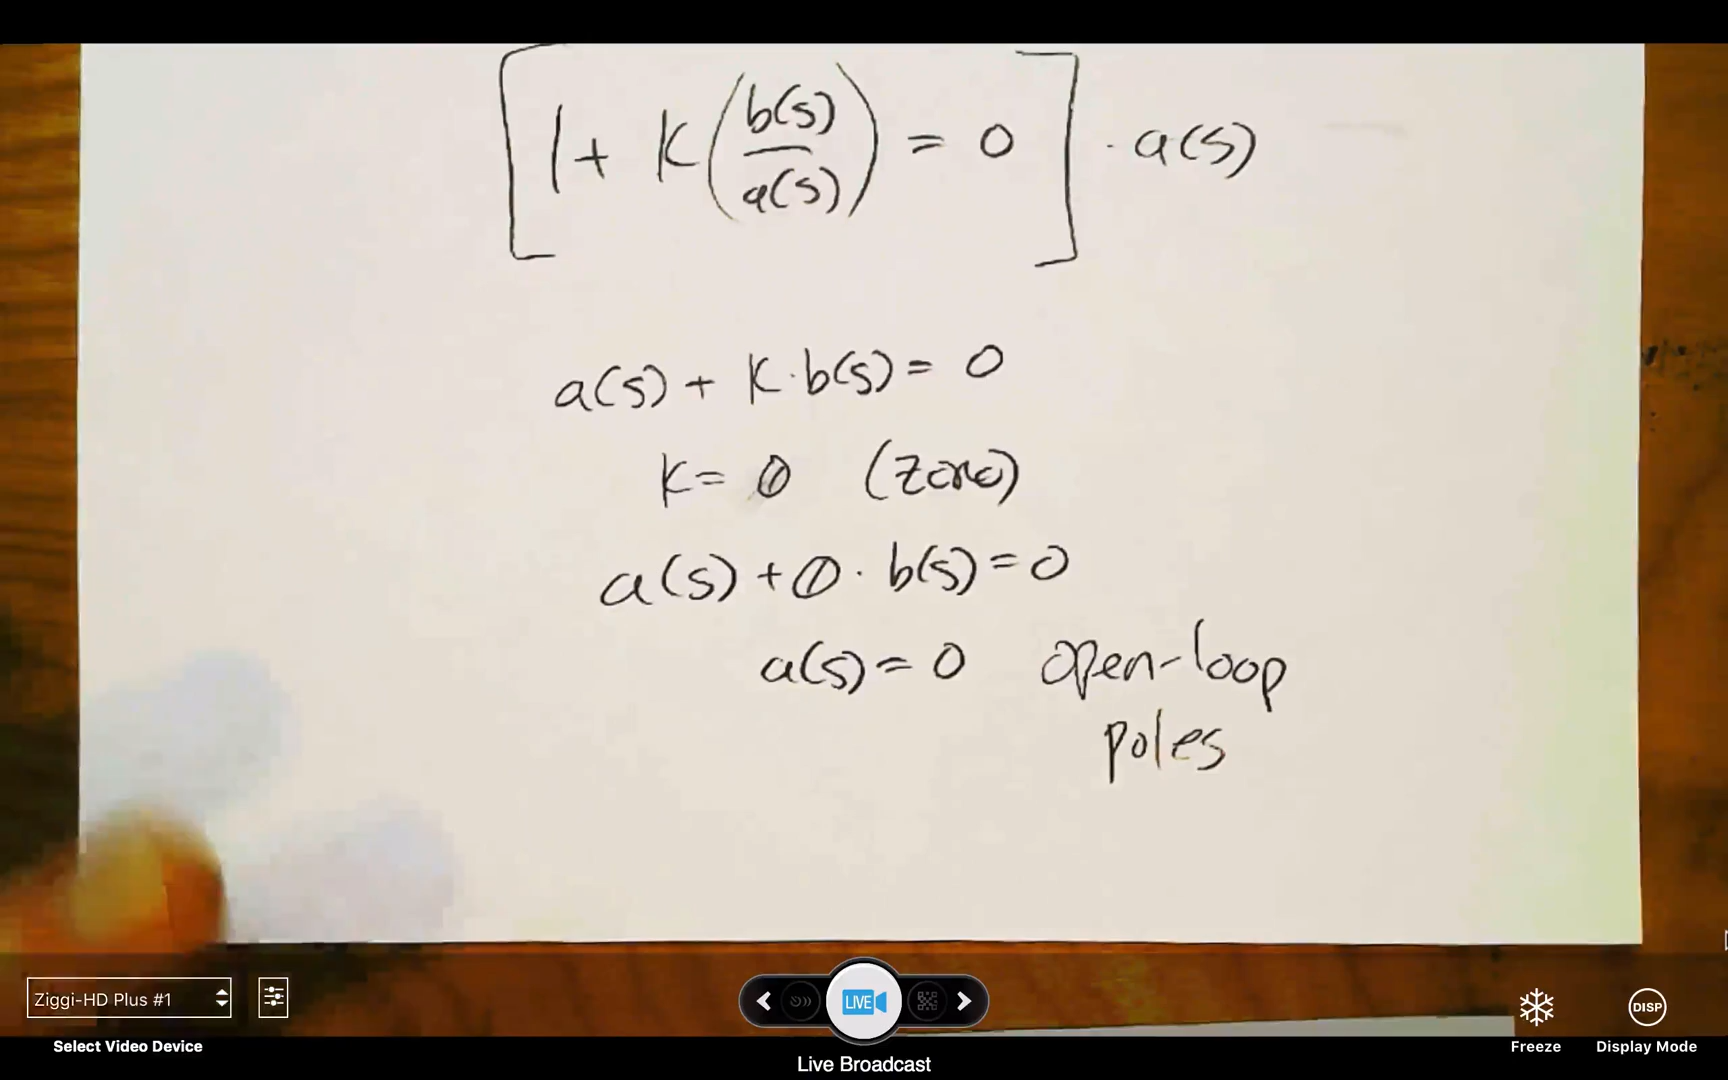 [1 + K(b(s)/a(s)) = 0] · a(s)
a(s) + K·b(s) = 0
K = 0 (zero)
a(s) + 0 · b(s) = 0
a(s) = 0 open-loop
poles
Ziggi-HD Plus #1
LIVE
DISP
Select Video Device
Live Broadcast
Freeze
Display Mode